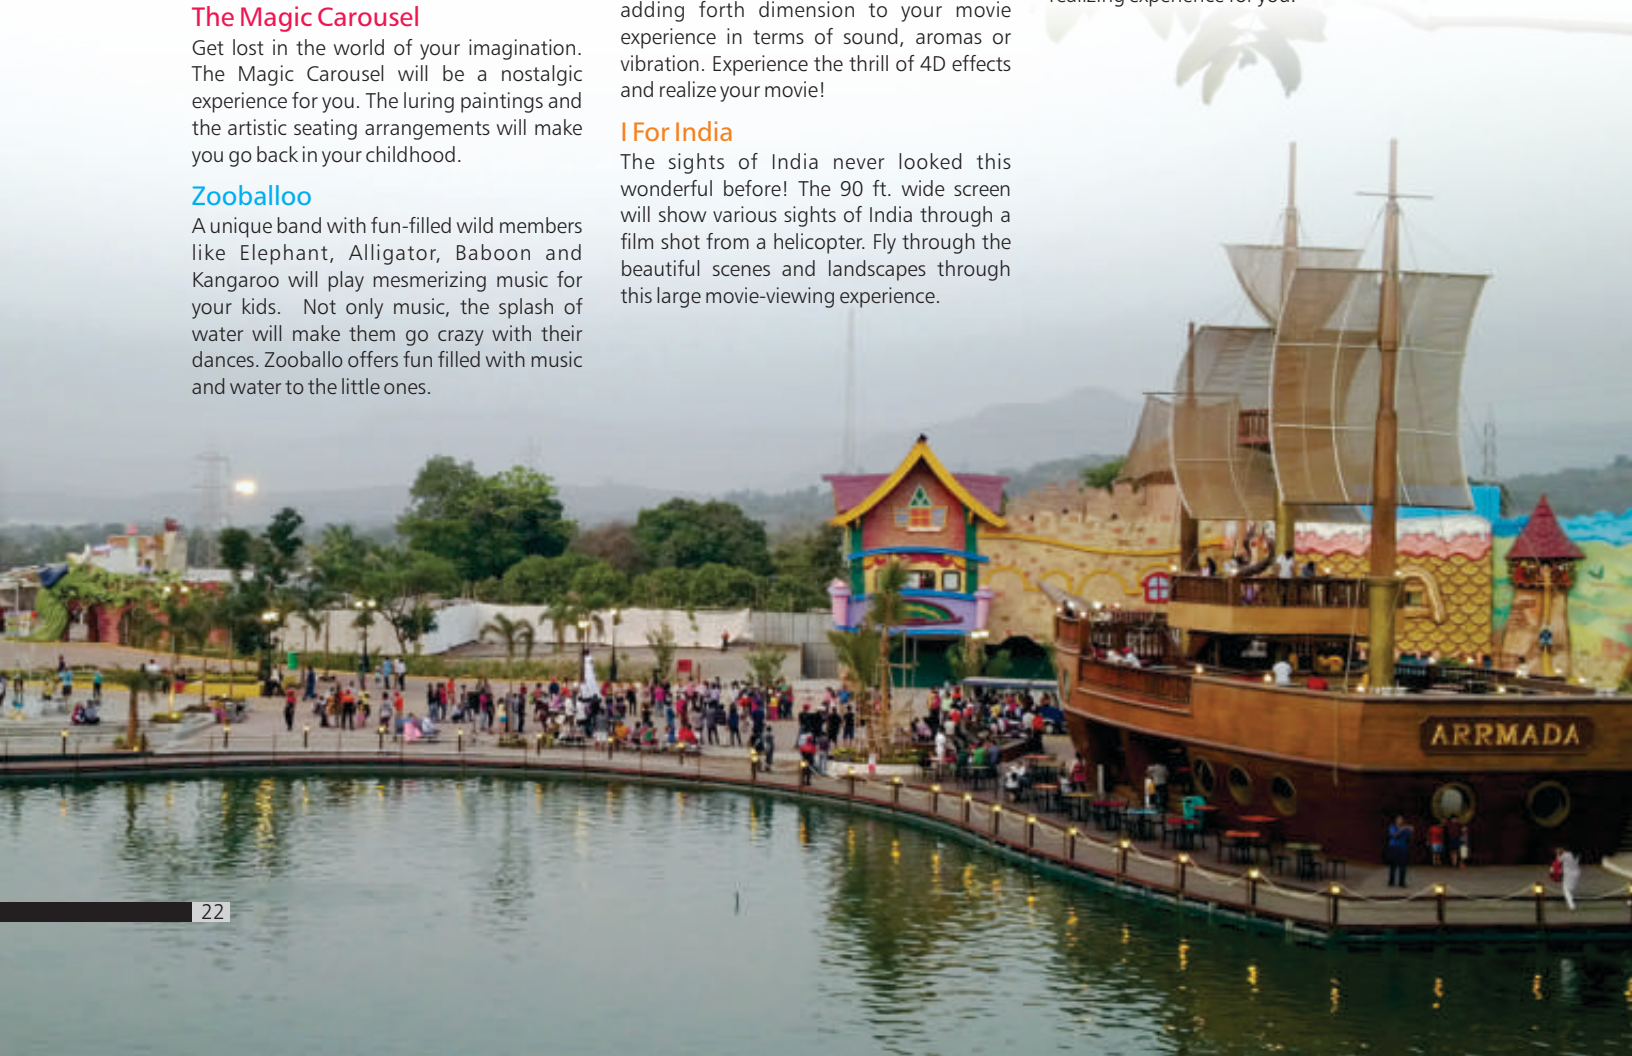 The Magic Carousel
Get lost in the world of your imagination.
The Magic Carousel will be a nostalgic
experience for you. The luring paintings and
the artistic seating arrangements will make
you go back in your childhood.
Zooballoo
A unique band with fun-filled wild members
like Elephant, Alligator, Baboon and
Kangaroo will play mesmerizing music for
your kids. Not only music, the splash of
water will make them go crazy with their
dances. Zooballo offers fun filled with music
and water to the little ones.
adding forth dimension to your movie
experience in terms of sound, aromas or
vibration. Experience the thrill of 4D effects
and realize your movie!
I For India
The sights of India never looked this
wonderful before! The 90 ft. wide screen
will show various sights of India through a
film shot from a helicopter. Fly through the
beautiful scenes and landscapes through
this large movie-viewing experience.
realizing experience for you.
ARRMADA
22